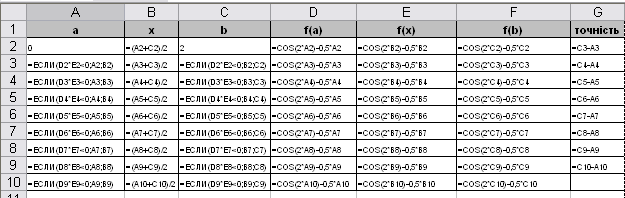 A B C D E F G
1 a x b f(a) f(x) f(b) точність
2 0 =(A2+C2)/2 2 =COS(2*A2)-0,5*A2 =COS(2*B2)-0,5*B2 =COS(2*C2)-0,5*C2 =C3-A3
3 =ЕСЛИ(D2*E2<0;A2;B2) =(A3+C3)/2 =ЕСЛИ(D2*E2<0;B2;C2) =COS(2*A3)-0,5*A3 =COS(2*B3)-0,5*B3 =COS(2*C3)-0,5*C3 =C4-A4
4 =ЕСЛИ(D3*E3<0;A3;B3) =(A4+C4)/2 =ЕСЛИ(D3*E3<0;B3;C3) =COS(2*A4)-0,5*A4 =COS(2*B4)-0,5*B4 =COS(2*C4)-0,5*C4 =C5-A5
5 =ЕСЛИ(D4*E4<0;A4;B4) =(A5+C5)/2 =ЕСЛИ(D4*E4<0;B4;C4) =COS(2*A5)-0,5*A5 =COS(2*B5)-0,5*B5 =COS(2*C5)-0,5*C5 =C6-A6
6 =ЕСЛИ(D5*E5<0;A5;B5) =(A6+C6)/2 =ЕСЛИ(D5*E5<0;B5;C5) =COS(2*A6)-0,5*A6 =COS(2*B6)-0,5*B6 =COS(2*C6)-0,5*C6 =C7-A7
7 =ЕСЛИ(D6*E6<0;A6;B6) =(A7+C7)/2 =ЕСЛИ(D6*E6<0;B6;C6) =COS(2*A7)-0,5*A7 =COS(2*B7)-0,5*B7 =COS(2*C7)-0,5*C7 =C8-A8
8 =ЕСЛИ(D7*E7<0;A7;B7) =(A8+C8)/2 =ЕСЛИ(D7*E7<0;B7;C7) =COS(2*A8)-0,5*A8 =COS(2*B8)-0,5*B8 =COS(2*C8)-0,5*C8 =C9-A9
9 =ЕСЛИ(D8*E8<0;A8;B8) =(A9+C9)/2 =ЕСЛИ(D8*E8<0;B8;C8) =COS(2*A9)-0,5*A9 =COS(2*B9)-0,5*B9 =COS(2*C9)-0,5*C9 =C10-A10
10 =ЕСЛИ(D9*E9<0;A9;B9) =(A10+C10)/2 =ЕСЛИ(D9*E9<0;B9;C9) =COS(2*A10)-0,5*A10 =COS(2*B10)-0,5*B10 =COS(2*C10)-0,5*C10